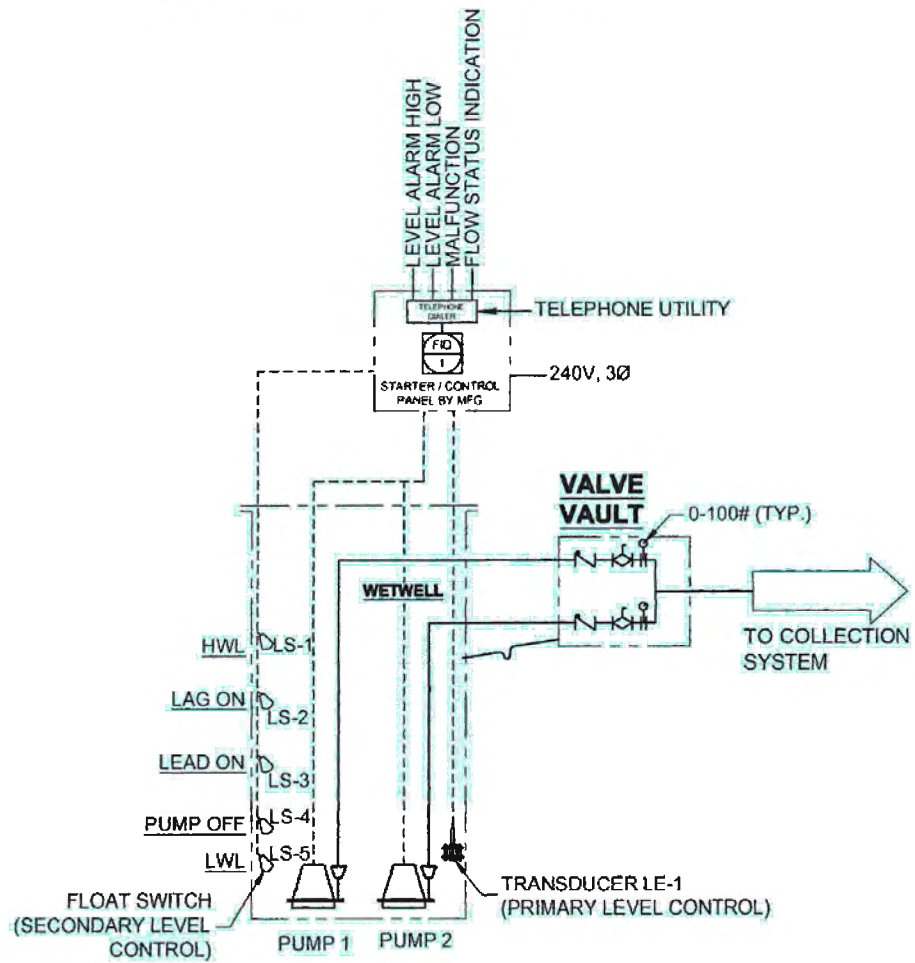 LEVEL ALARM HIGH
LEVEL ALARM LOW
MALFUNCTION
FLOW STATUS INDICATION
TELEPHONE
DIALER
TELEPHONE UTILITY
FIQ
1
STARTER / CONTROL
PANEL BY MFG
240V, 3Ø
VALVE
VAULT
0-100# (TYP.)
WETWELL
TO COLLECTION
SYSTEM
HWL
LS-1
LAG ON
LS-2
LEAD ON
LS-3
PUMP OFF
LS-4
LWL
LS-5
FLOAT SWITCH
(SECONDARY LEVEL
CONTROL)
PUMP 1
PUMP 2
TRANSDUCER LE-1
(PRIMARY LEVEL CONTROL)